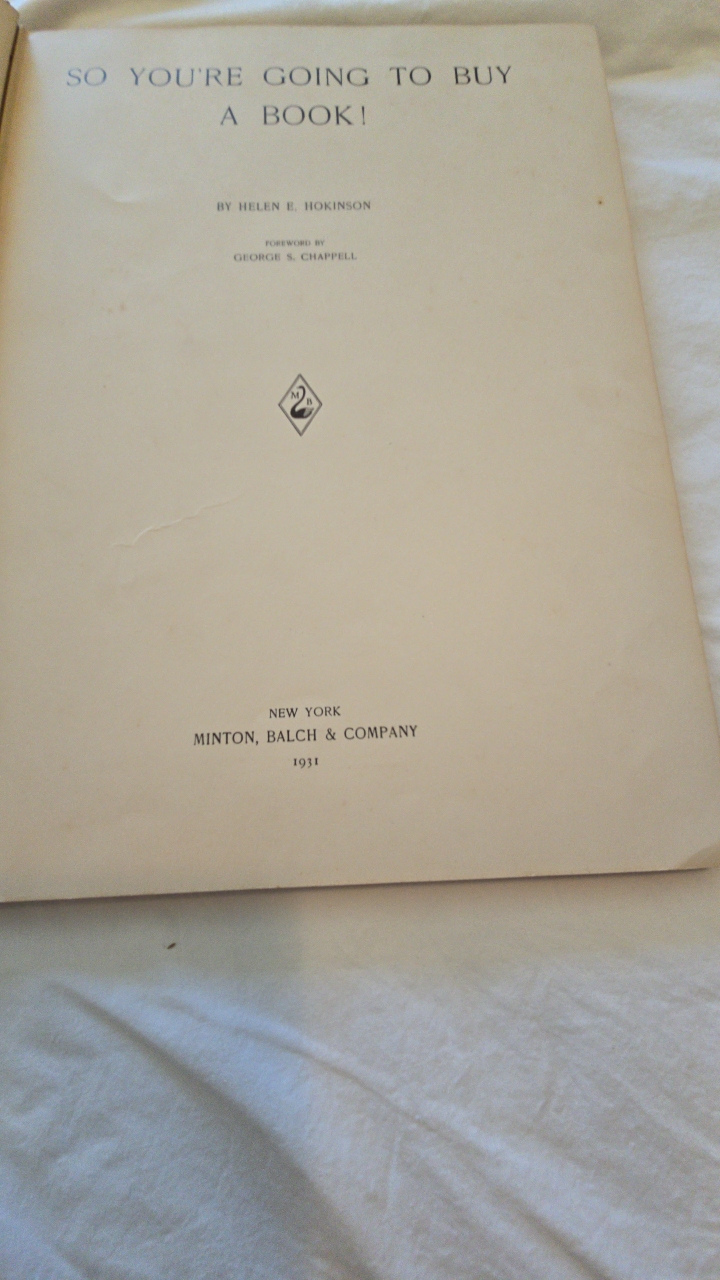 SO YOU'RE GOING TO BUY
A BOOK!
BY HELEN E. HOKINSON
FOREWORD BY
GEORGE S. CHAPPELL
M B
NEW YORK
MINTON, BALCH & COMPANY
1931